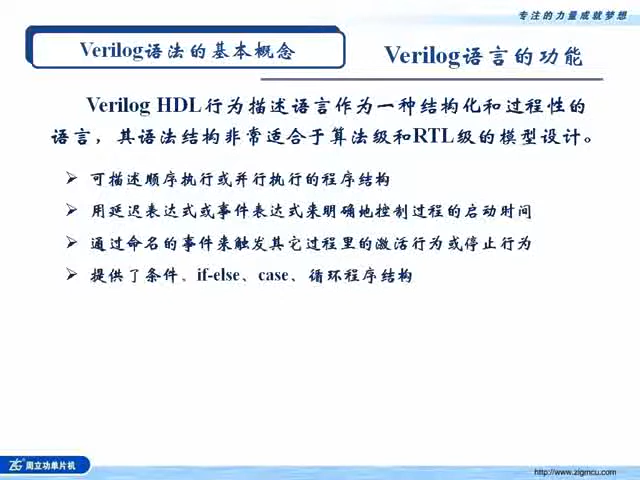 专注的力量成就梦想
Verilog语法的基本概念
Verilog语言的功能
Verilog HDL行为描述语言作为一种结构化和过程性的
语言，其语法结构非常适合于算法级和RTL级的模型设计。
➢ 可描述顺序执行或并行执行的程序结构
➢ 用延迟表达式或事件表达式来明确地控制过程的启动时间
➢ 通过命名的事件来触发其它过程里的激活行为或停止行为
➢ 提供了条件、if-else、case、循环程序结构
ZLG 周立功单片机
http://www.zlgmcu.com